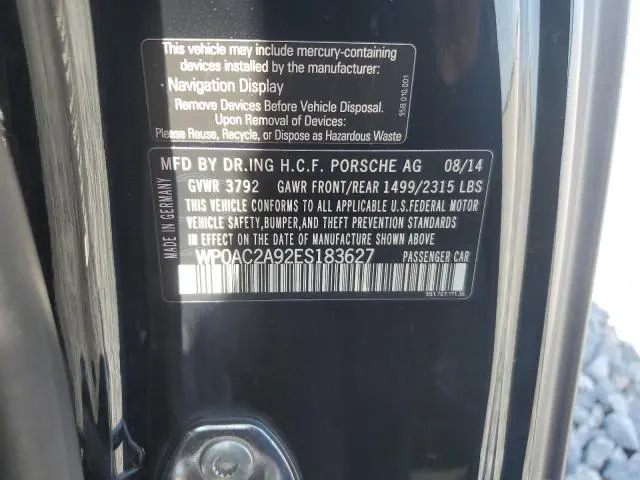 This vehicle may include mercury-containing
devices installed by the manufacturer:
Navigation Display
Remove Devices Before Vehicle Disposal.
Upon Removal of Devices:
Please Reuse, Recycle, or Dispose as Hazardous Waste
95B 010 001
MFD BY DR.ING H.C.F. PORSCHE AG 08/14
GVWR 3792 GAWR FRONT/REAR 1499/2315 LBS
THIS VEHICLE CONFORMS TO ALL APPLICABLE U.S.FEDERAL MOTOR
VEHICLE SAFETY,BUMPER,AND THEFT PREVENTION STANDARDS
IN EFFECT ON THE DATE OF MANUFACTURE SHOWN ABOVE
WP0AC2A92ES183627 PASSENGER CAR
MADE IN GERMANY